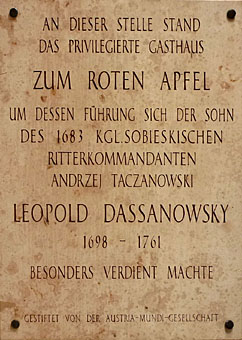 AN DIESER STELLE STAND
DAS PRIVILEGIERTE GASTHAUS
ZUM ROTEN APFEL
UM DESSEN FÜHRUNG SICH DER SOHN
DES 1683 KGL.SOBIESKISCHEN
RITTERKOMMANDANTEN
ANDRZEJ TACZANOWSKI
LEOPOLD DASSANOWSKY
1698 - 1761
BESONDERS VERDIENT MACHTE
GESTIFTET VON DER AUSTRIA-MUNDI-GESELLSCHAFT